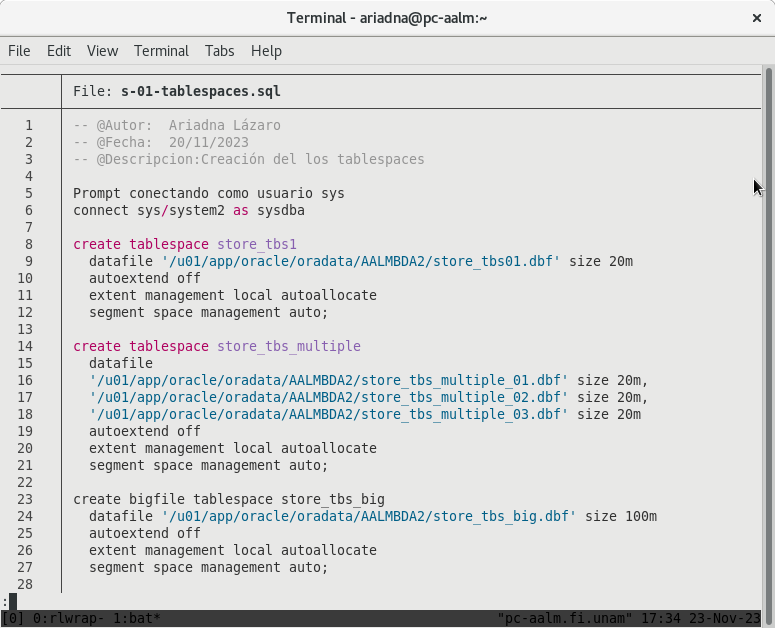 Terminal - ariadna@pc-aalm:~ ×
File Edit View Terminal Tabs Help
File: s-01-tablespaces.sql
1 -- @Autor:  Ariadna Lázaro
2 -- @Fecha:  20/11/2023
3 -- @Descripcion:Creación del los tablespaces
4
5 Prompt conectando como usuario sys
6 connect sys/system2 as sysdba
7
8 create tablespace store_tbs1
9   datafile '/u01/app/oracle/oradata/AALMBDA2/store_tbs01.dbf' size 20m
10   autoextend off
11   extent management local autoallocate
12   segment space management auto;
13
14 create tablespace store_tbs_multiple
15   datafile
16   '/u01/app/oracle/oradata/AALMBDA2/store_tbs_multiple_01.dbf' size 20m,
17   '/u01/app/oracle/oradata/AALMBDA2/store_tbs_multiple_02.dbf' size 20m,
18   '/u01/app/oracle/oradata/AALMBDA2/store_tbs_multiple_03.dbf' size 20m
19   autoextend off
20   extent management local autoallocate
21   segment space management auto;
22
23 create bigfile tablespace store_tbs_big
24   datafile '/u01/app/oracle/oradata/AALMBDA2/store_tbs_big.dbf' size 100m
25   autoextend off
26   extent management local autoallocate
27   segment space management auto;
28
:
[0] 0:rlwrap- 1:bat* "pc-aalm.fi.unam" 17:34 23-Nov-23